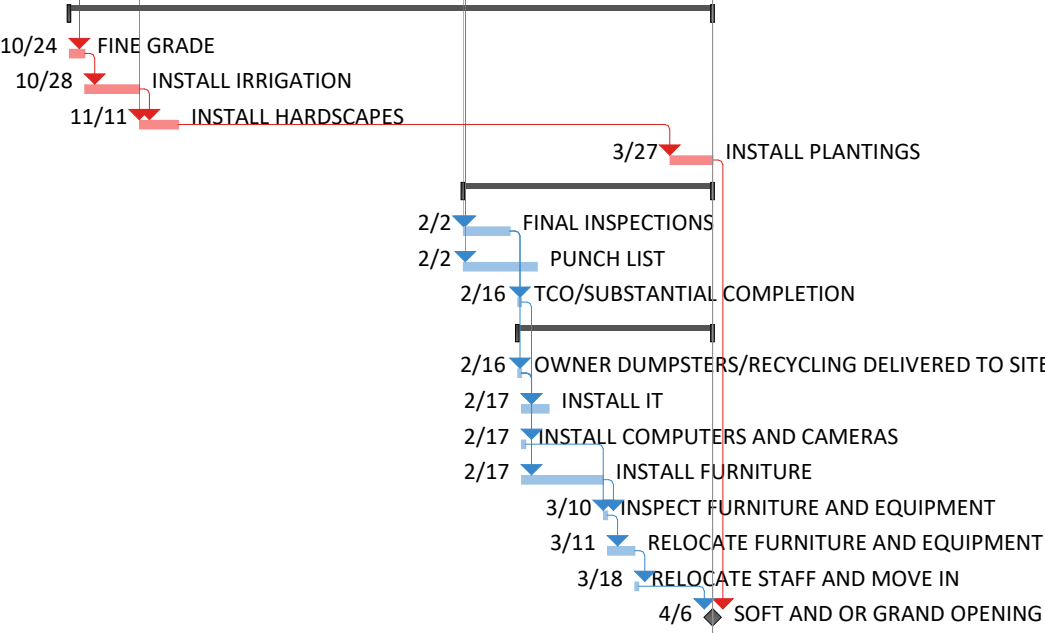 10/24 FINE GRADE
10/28 INSTALL IRRIGATION
11/11 INSTALL HARDSCAPES
3/27 INSTALL PLANTINGS
2/2 FINAL INSPECTIONS
2/2 PUNCH LIST
2/16 TCO/SUBSTANTIAL COMPLETION
2/16 OWNER DUMPSTERS/RECYCLING DELIVERED TO SITE
2/17 INSTALL IT
2/17 INSTALL COMPUTERS AND CAMERAS
2/17 INSTALL FURNITURE
3/10 INSPECT FURNITURE AND EQUIPMENT
3/11 RELOCATE FURNITURE AND EQUIPMENT
3/18 RELOCATE STAFF AND MOVE IN
4/6 SOFT AND OR GRAND OPENING